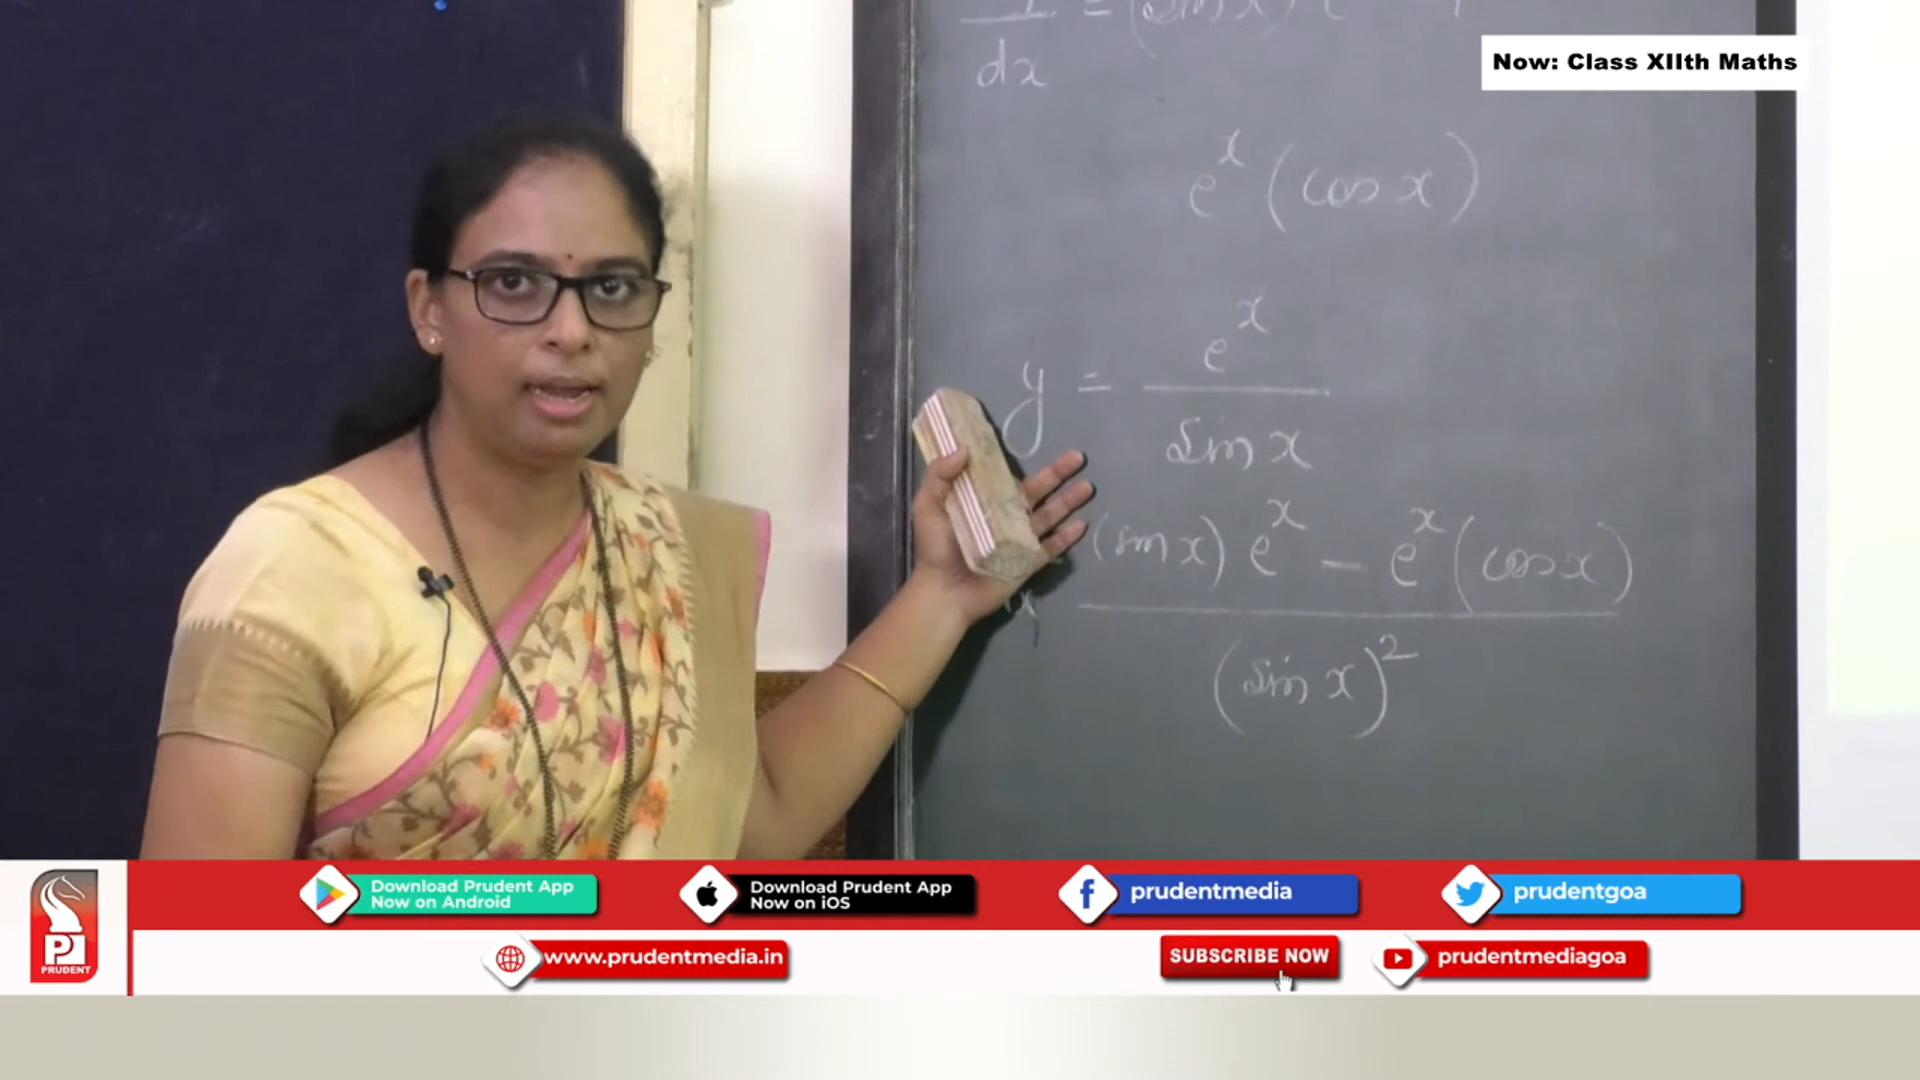 dx = (sin x) e
Now: Class XIIth Maths
e^x (cos x)
y = e^x / sin x
(sin x) e^x - e^x (cos x) / (sin x)^2
Download Prudent App
Now on Android
Download Prudent App
Now on iOS
prudentmedia
prudentgoa
PRUDENT
www.prudentmedia.in
SUBSCRIBE NOW
prudentmediagoa